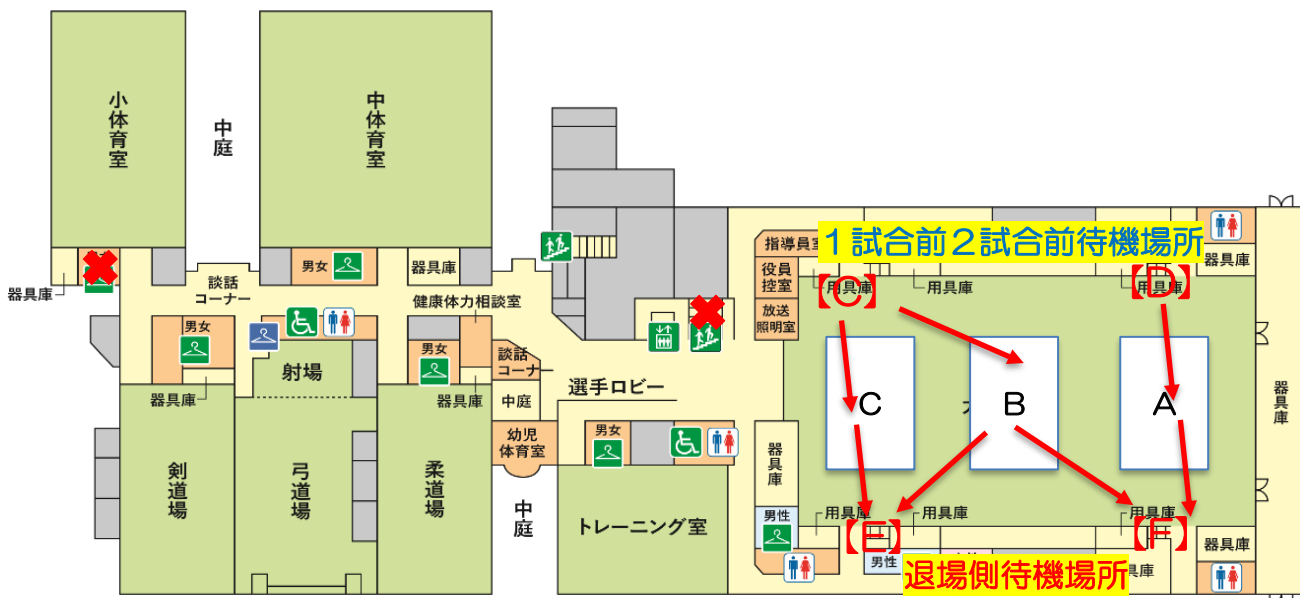 小体育室
中庭
中体育室
器具庫
談話
コーナー
男女
器具庫
健康体力相談室
男女
器具庫
射場
男女
器具庫
談話
コーナー
中庭
幼児
体育室
選手ロビー
剣道場
弓道場
柔道場
中庭
男女
トレーニング室
指導員室
１試合前２試合前待機場所
役員
控室
放送
照明室
【C】
用具庫
用具庫
【D】
用具庫
器具庫
C
B
A
器具庫
器具庫
男性
用具庫
【E】
用具庫
用具庫
【F】
器具庫
男性
退場側待機場所
具庫